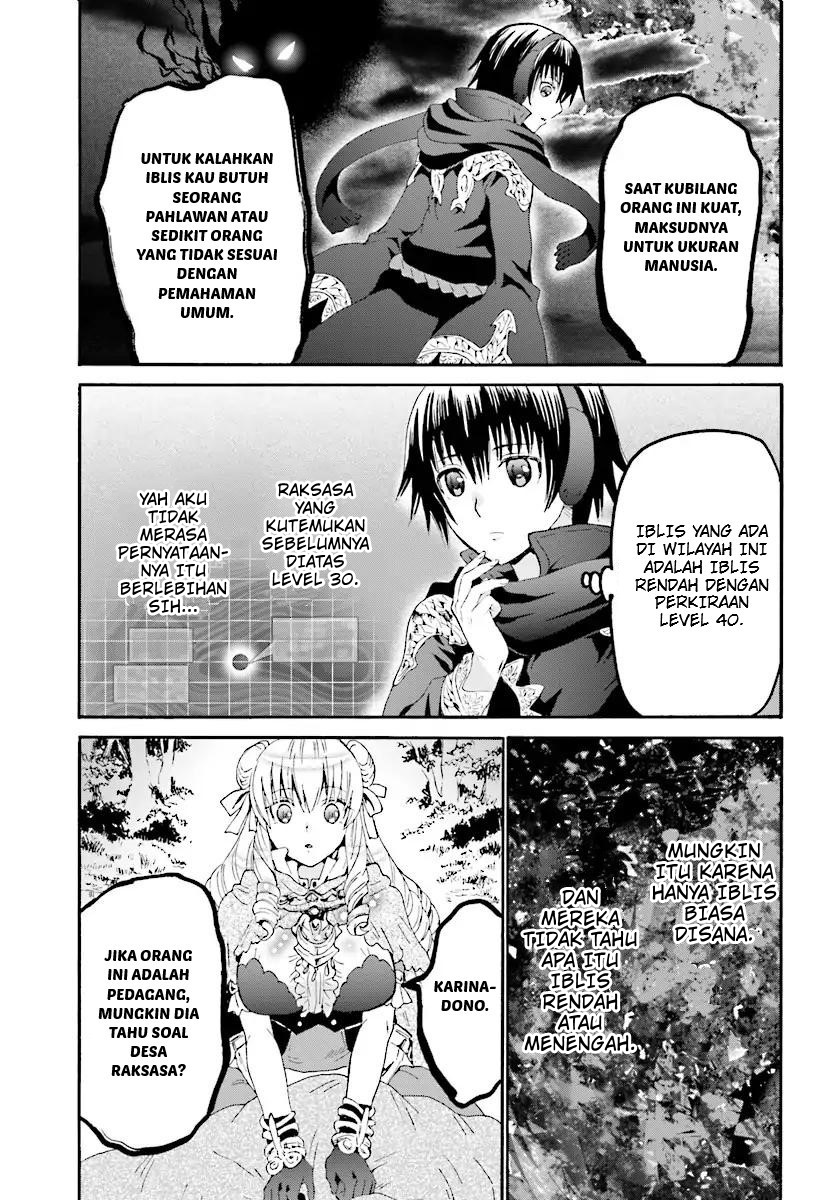 SAAT KUBILANG
ORANG INI KUAT,
MAKSUDNYA
UNTUK UKURAN
MANUSIA.
UNTUK KALAHKAN
IBLIS KAU BUTUH
SEORANG
PAHLAWAN ATAU
SEDIKIT ORANG
YANG TIDAK SESUAI
DENGAN
PEMAHAMAN
UMUM.
IBLIS YANG ADA
DI WILAYAH INI
ADALAH IBLIS
RENDAH DENGAN
PERKIRAAN
LEVEL 40.
RAKSASA
YANG
KUTEMUKAN
SEBELUMNYA
DIATAS
LEVEL 30.
YAH AKU
TIDAK
MERASA
PERNYATAAN-
NYA ITU
BERLEBIHAN
SIH...
MUNGKIN
ITU KARENA
HANYA IBLIS
BIASA
DISANA.
DAN
MEREKA
TIDAK TAHU
APA ITU
IBLIS
RENDAH
ATAU
MENENGAH.
KARINA-
DONO.
JIKA ORANG
INI ADALAH
PEDAGANG,
MUNGKIN DIA
TAHU SOAL
DESA
RAKSASA?